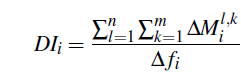 DI_i = \frac{\sum_{l=1}^{n} \sum_{k=1}^{m} \Delta M_i^{l,k}}{\Delta f_i}